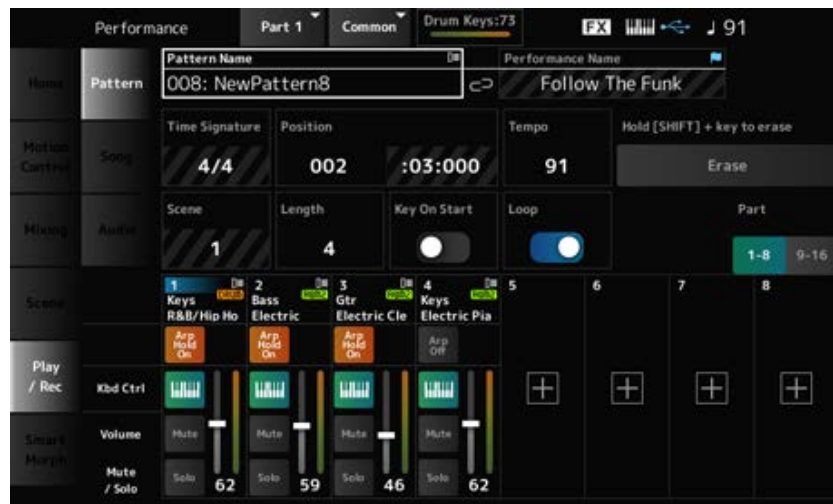 Performance
Part 1
Common
Drum Keys:73
FX
♩ 91
Home
Pattern
Pattern Name
008: NewPattern8
Performance Name
Follow The Funk
Motion
Control
Song
Time Signature
4/4
Position
002
:03:000
Tempo
91
Hold [SHIFT] + key to erase
Erase
Mixing
Audio
Scene
1
Length
4
Key On Start
Loop
Part
1-8
9-16
Scene
1
Keys
R&B/Hip Ho
2
Bass
Electric
3
Gtr
Electric Cle
4
Keys
Electric Pia
5
6
7
8
Arp
Hold
On
Arp
Hold
On
Arp
Hold
On
Arp
Off
Play
/ Rec
Kbd Ctrl
Smart
Morph
Volume
Mute
Mute
Mute
Mute
Mute
/ Solo
Solo
62
Solo
59
Solo
46
Solo
62